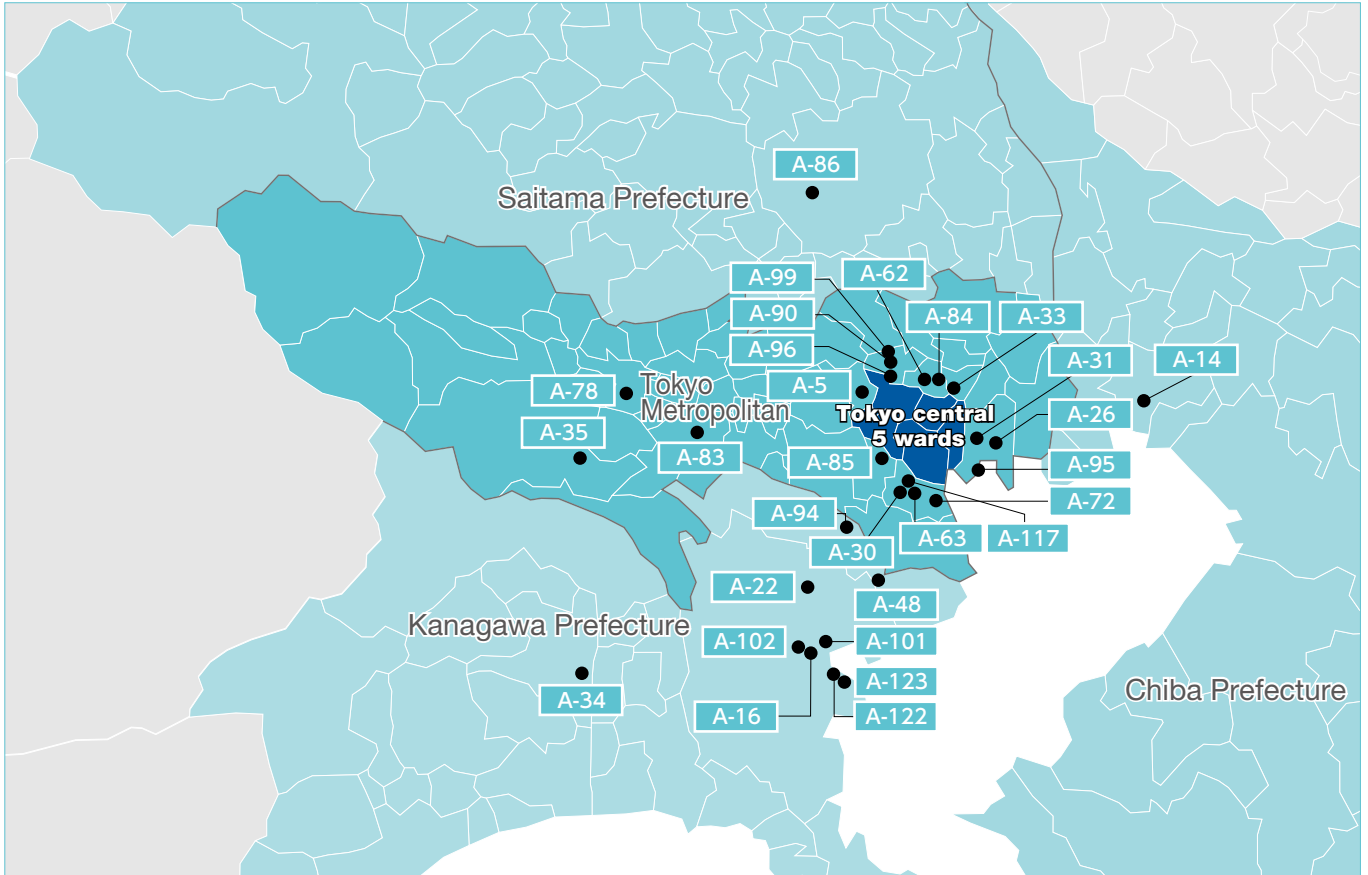 A-86
Saitama Prefecture
A-99
A-62
A-90
A-84
A-33
A-96
A-31
A-14
A-78
Tokyo
Metropolitan
A-5
Tokyo central
5 wards
A-26
A-35
A-83
A-85
A-95
A-72
A-94
A-30
A-63
A-117
A-22
A-48
Kanagawa Prefecture
A-102
A-101
A-123
A-34
A-16
A-122
Chiba Prefecture